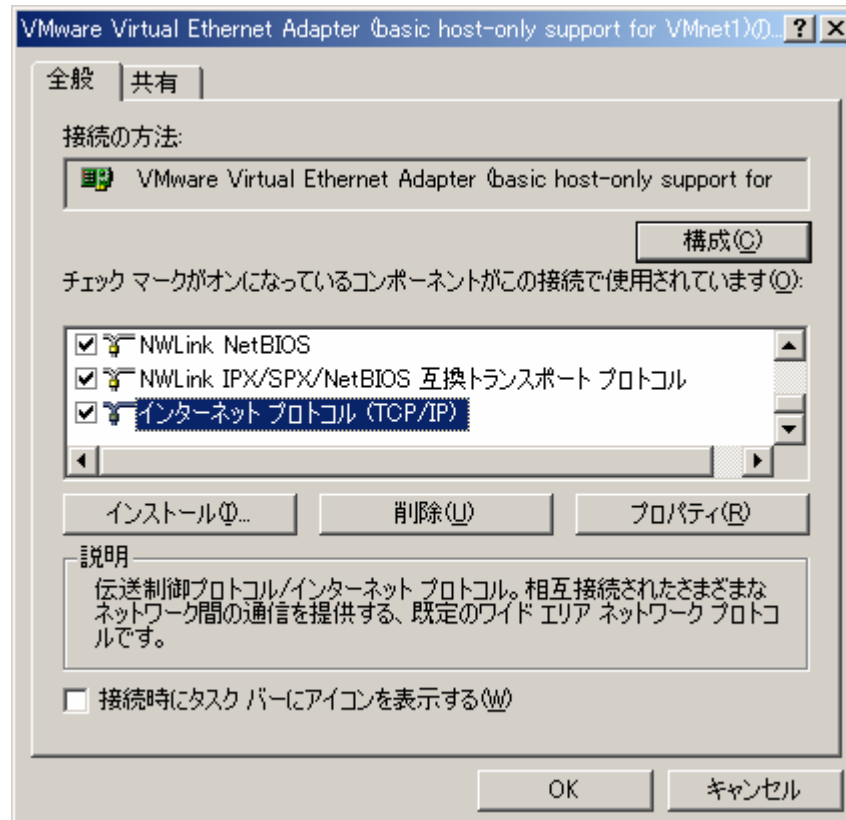 VMware Virtual Ethernet Adapter (basic host-only support for VMnet1)の...
全般
共有
接続の方法:
VMware Virtual Ethernet Adapter (basic host-only support for
構成(C)
チェック マークがオンになっているコンポーネントがこの接続で使用されています(O):
NWLink NetBIOS
NWLink IPX/SPX/NetBIOS 互換トランスポート プロトコル
インターネット プロトコル (TCP/IP)
インストール(I)...
削除(U)
プロパティ(R)
説明
伝送制御プロトコル/インターネット プロトコル。相互接続されたさまざまな
ネットワーク間の通信を提供する、既定のワイド エリア ネットワーク プロトコ
ルです。
接続時にタスク バーにアイコンを表示する(W)
OK
キャンセル